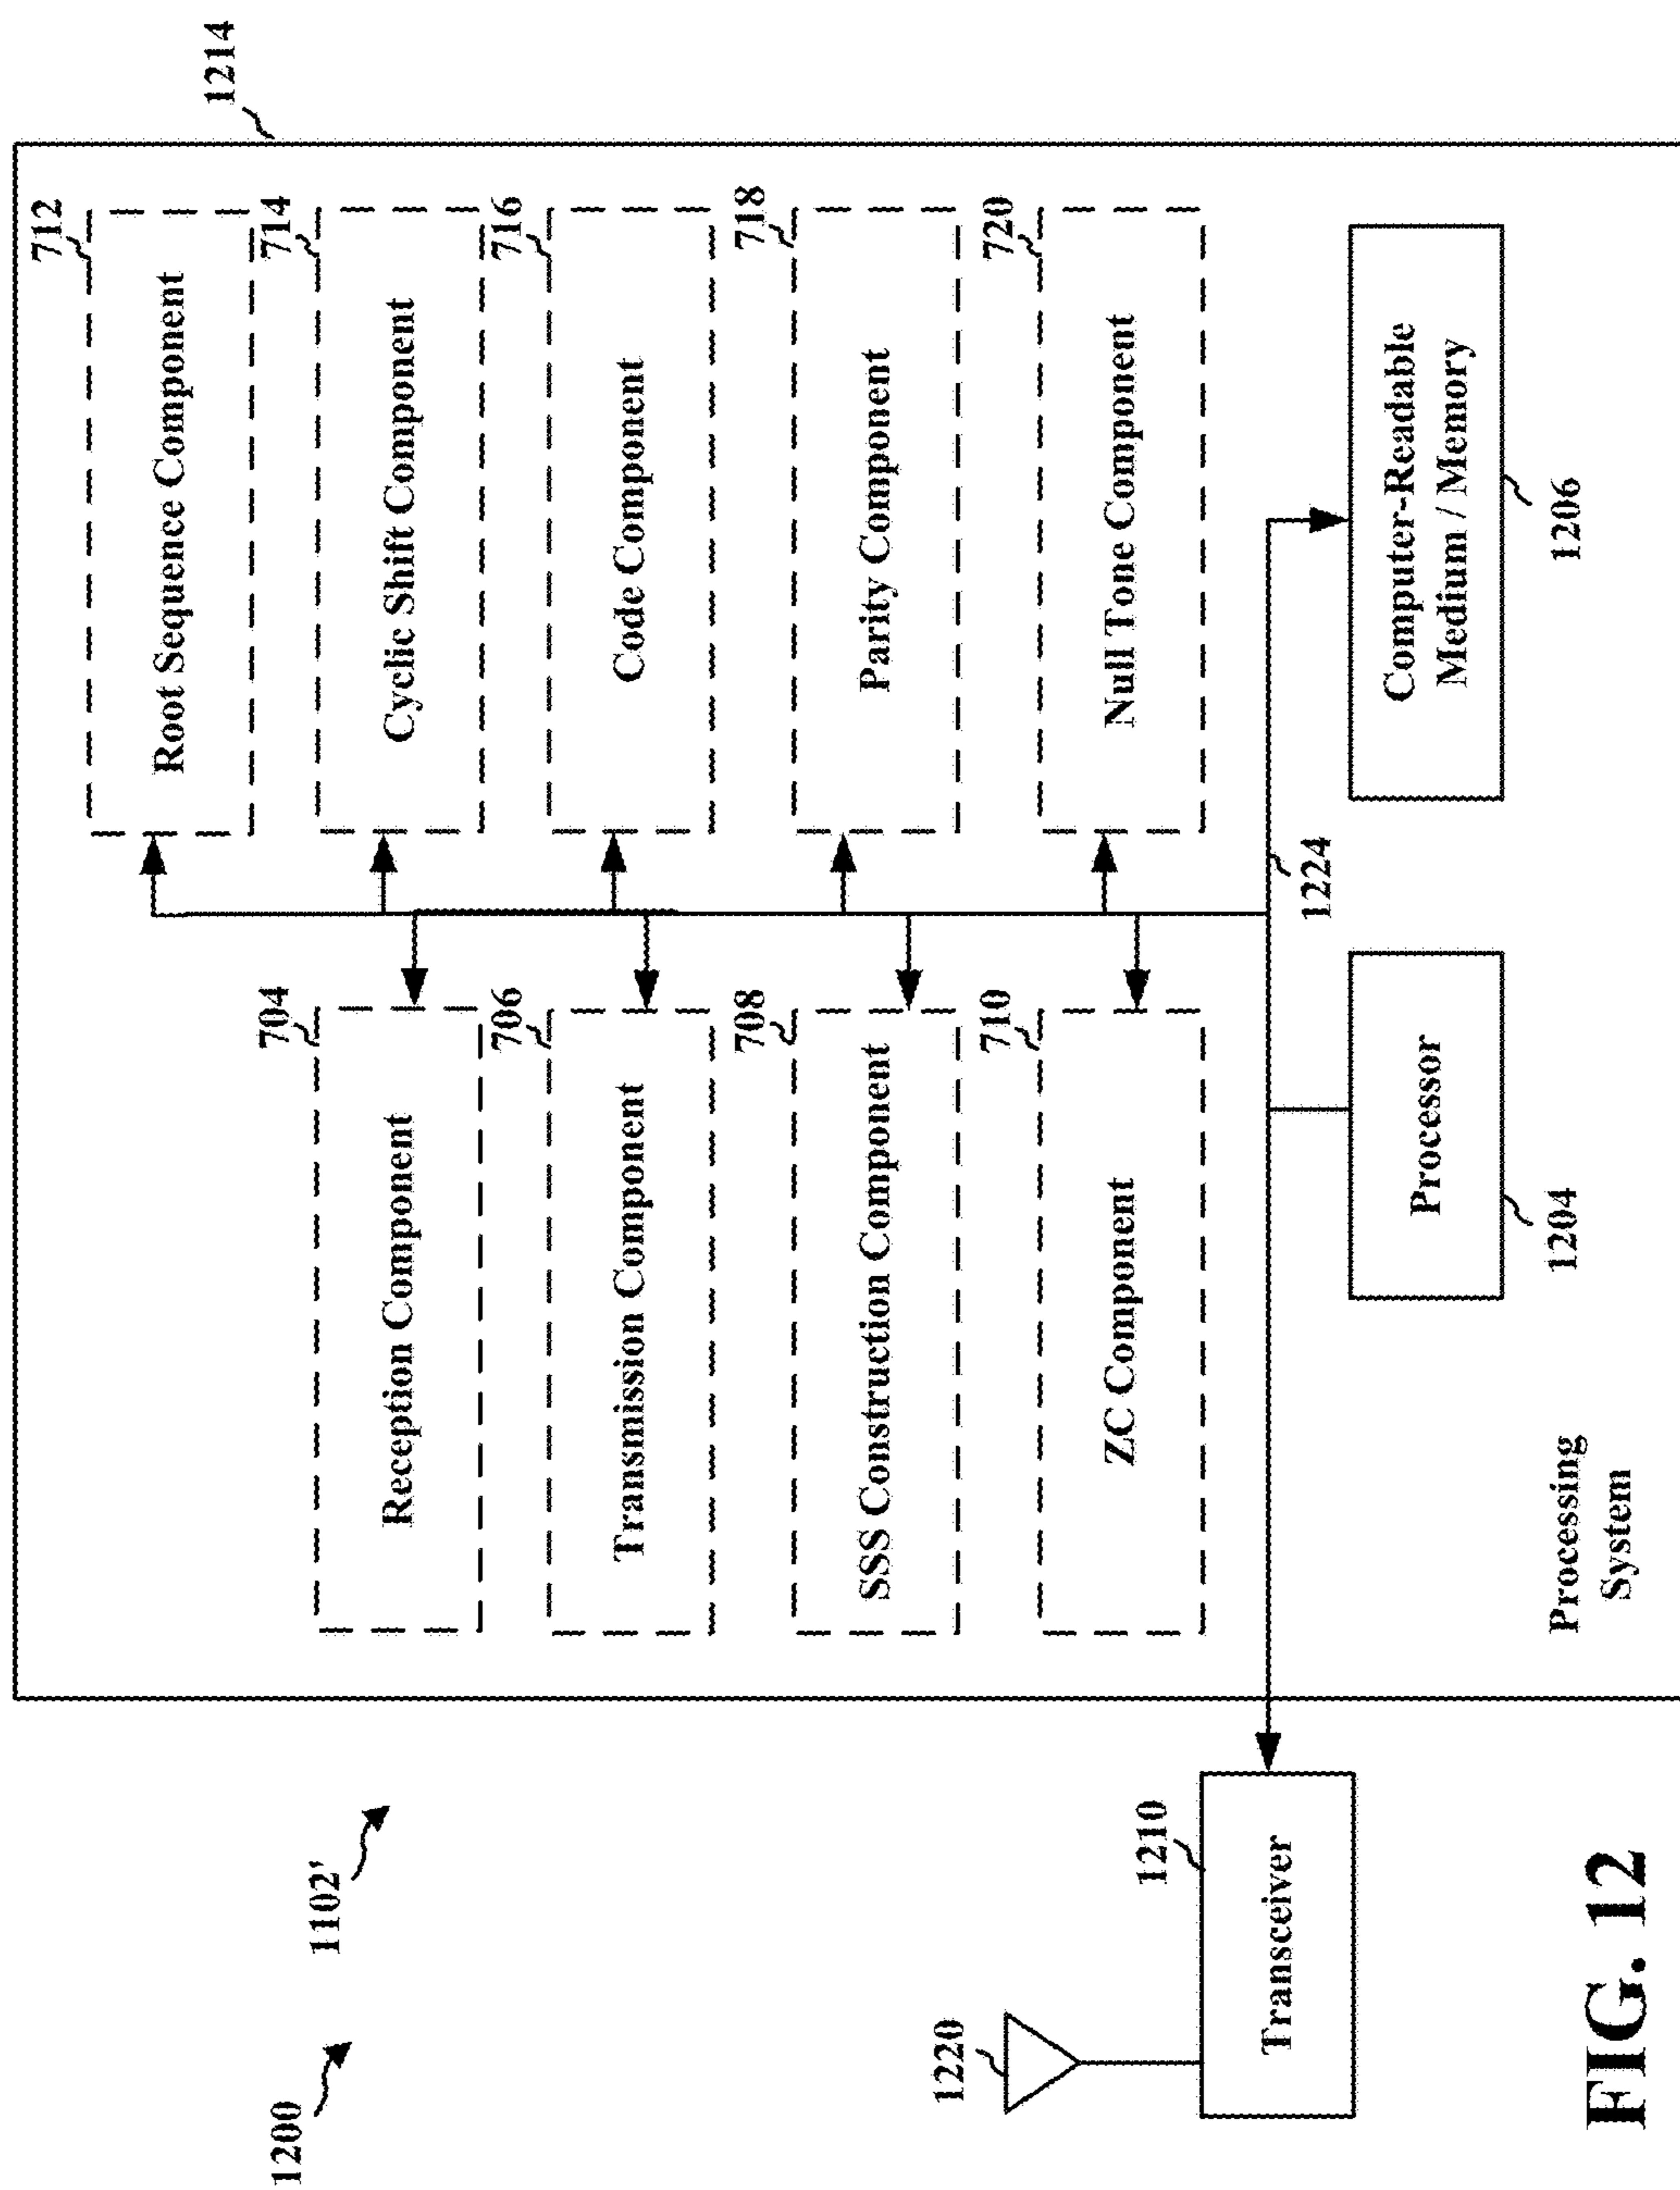 1200
1102'
1214
712
Root Sequence Component
704
Reception Component
714
Cyclic Shift Component
706
Transmission Component
716
Code Component
708
SSS Construction Component
718
Parity Component
710
ZC Component
720
Null Tone Component
1220
1210
Transceiver
1224
Processor
1204
Computer-Readable
Medium / Memory
1206
Processing
System
FIG. 12